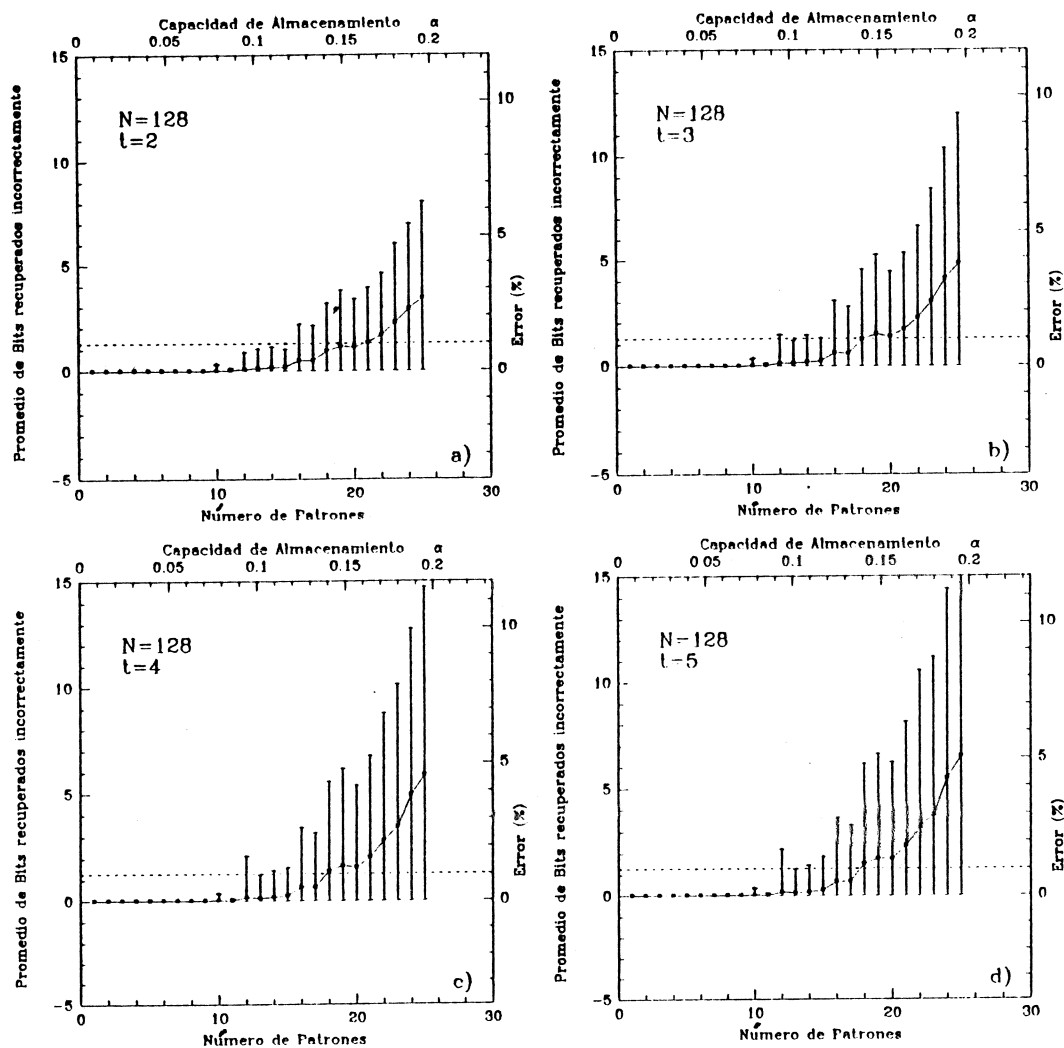 Capacidad de Almacenamiento α
0 0.05 0.1 0.15 0.2
15
10
5
0
-5
Promedio de Bits recuperados incorrectamente
N=128
t=2
10
5
0
Error (%)
a)
0 10 20 30
Número de Patrones
Capacidad de Almacenamiento α
0 0.05 0.1 0.15 0.2
15
10
5
0
-5
Promedio de Bits recuperados incorrectamente
N=128
t=3
10
5
0
Error (%)
b)
0 10 20 30
Número de Patrones
Capacidad de Almacenamiento α
0 0.05 0.1 0.15 0.2
15
10
5
0
-5
Promedio de Bits recuperados incorrectamente
N=128
t=4
10
5
0
Error (%)
c)
0 10 20 30
Número de Patrones
Capacidad de Almacenamiento α
0 0.05 0.1 0.15 0.2
15
10
5
0
-5
Promedio de Bits recuperados incorrectamente
N=128
t=5
10
5
0
Error (%)
d)
0 10 20 30
Número de Patrones